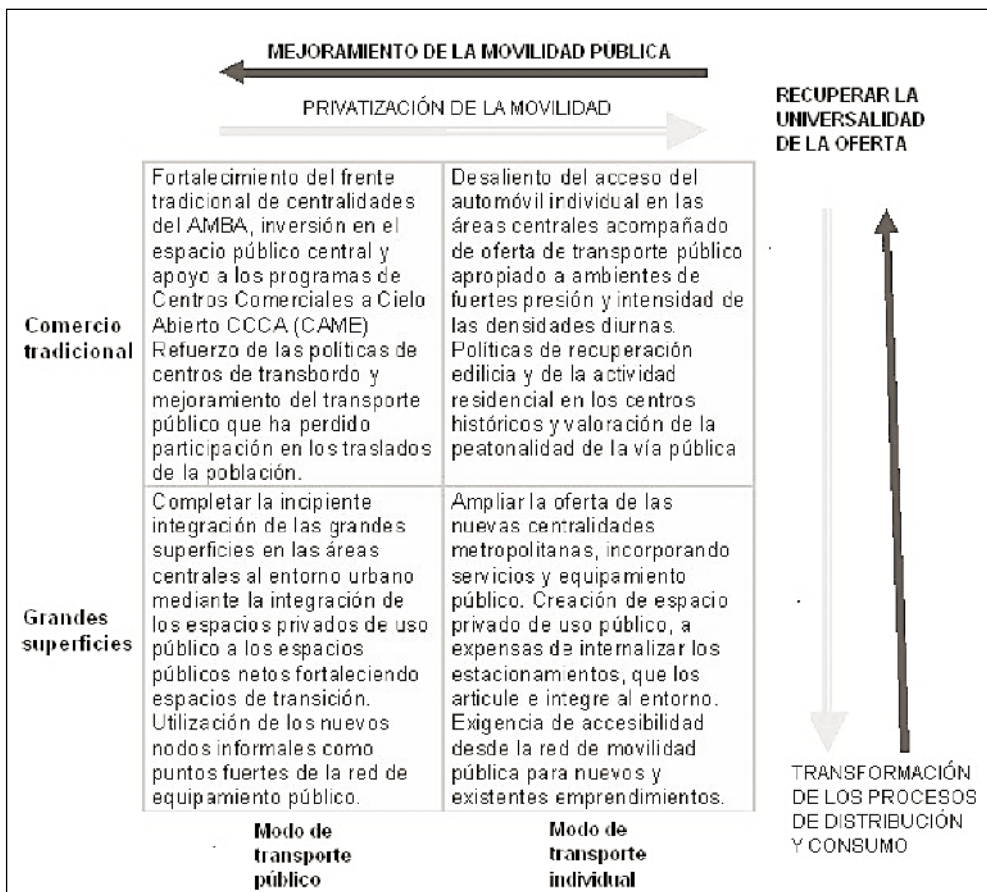 MEJORAMIENTO DE LA MOVILIDAD PÚBLICA
PRIVATIZACIÓN DE LA MOVILIDAD
RECUPERAR LA
UNIVERSALIDAD
DE LA OFERTA
Comercio
tradicional
Fortalecimiento del frente
tradicional de centralidades
del AMBA, inversión en el
espacio público central y
apoyo a los programas de
Centros Comerciales a Cielo
Abierto CCCA (CAME)
Refuerzo de las políticas de
centros de transbordo y
mejoramiento del transporte
público que ha perdido
participación en los traslados
de la población.
Desaliento del acceso del
automóvil individual en las
áreas centrales acompañado
de oferta de transporte público
apropiado a ambientes de
fuertes presión y intensidad de
las densidades diurnas.
Políticas de recuperación
edilicia y de la actividad
residencial en los centros
históricos y valoración de la
peatonalidad de la vía pública
Grandes
superficies
Completar la incipiente
integración de las grandes
superficies en las áreas
centrales al entorno urbano
mediante la integración de
los espacios privados de uso
público a los espacios
públicos netos fortaleciendo
espacios de transición.
Utilización de los nuevos
nodos informales como
puntos fuertes de la red de
equipamiento público.
Ampliar la oferta de las
nuevas centralidades
metropolitanas, incorporando
servicios y equipamiento
público. Creación de espacio
privado de uso público, a
expensas de internalizar los
estacionamientos, que los
articule e integre al entorno.
Exigencia de accesibilidad
desde la red de movilidad
pública para nuevos y
existentes emprendimientos.
TRANSFORMACIÓN
DE LOS PROCESOS
DE DISTRIBUCIÓN
Y CONSUMO
Modo de
transporte
público
Modo de
transporte
individual